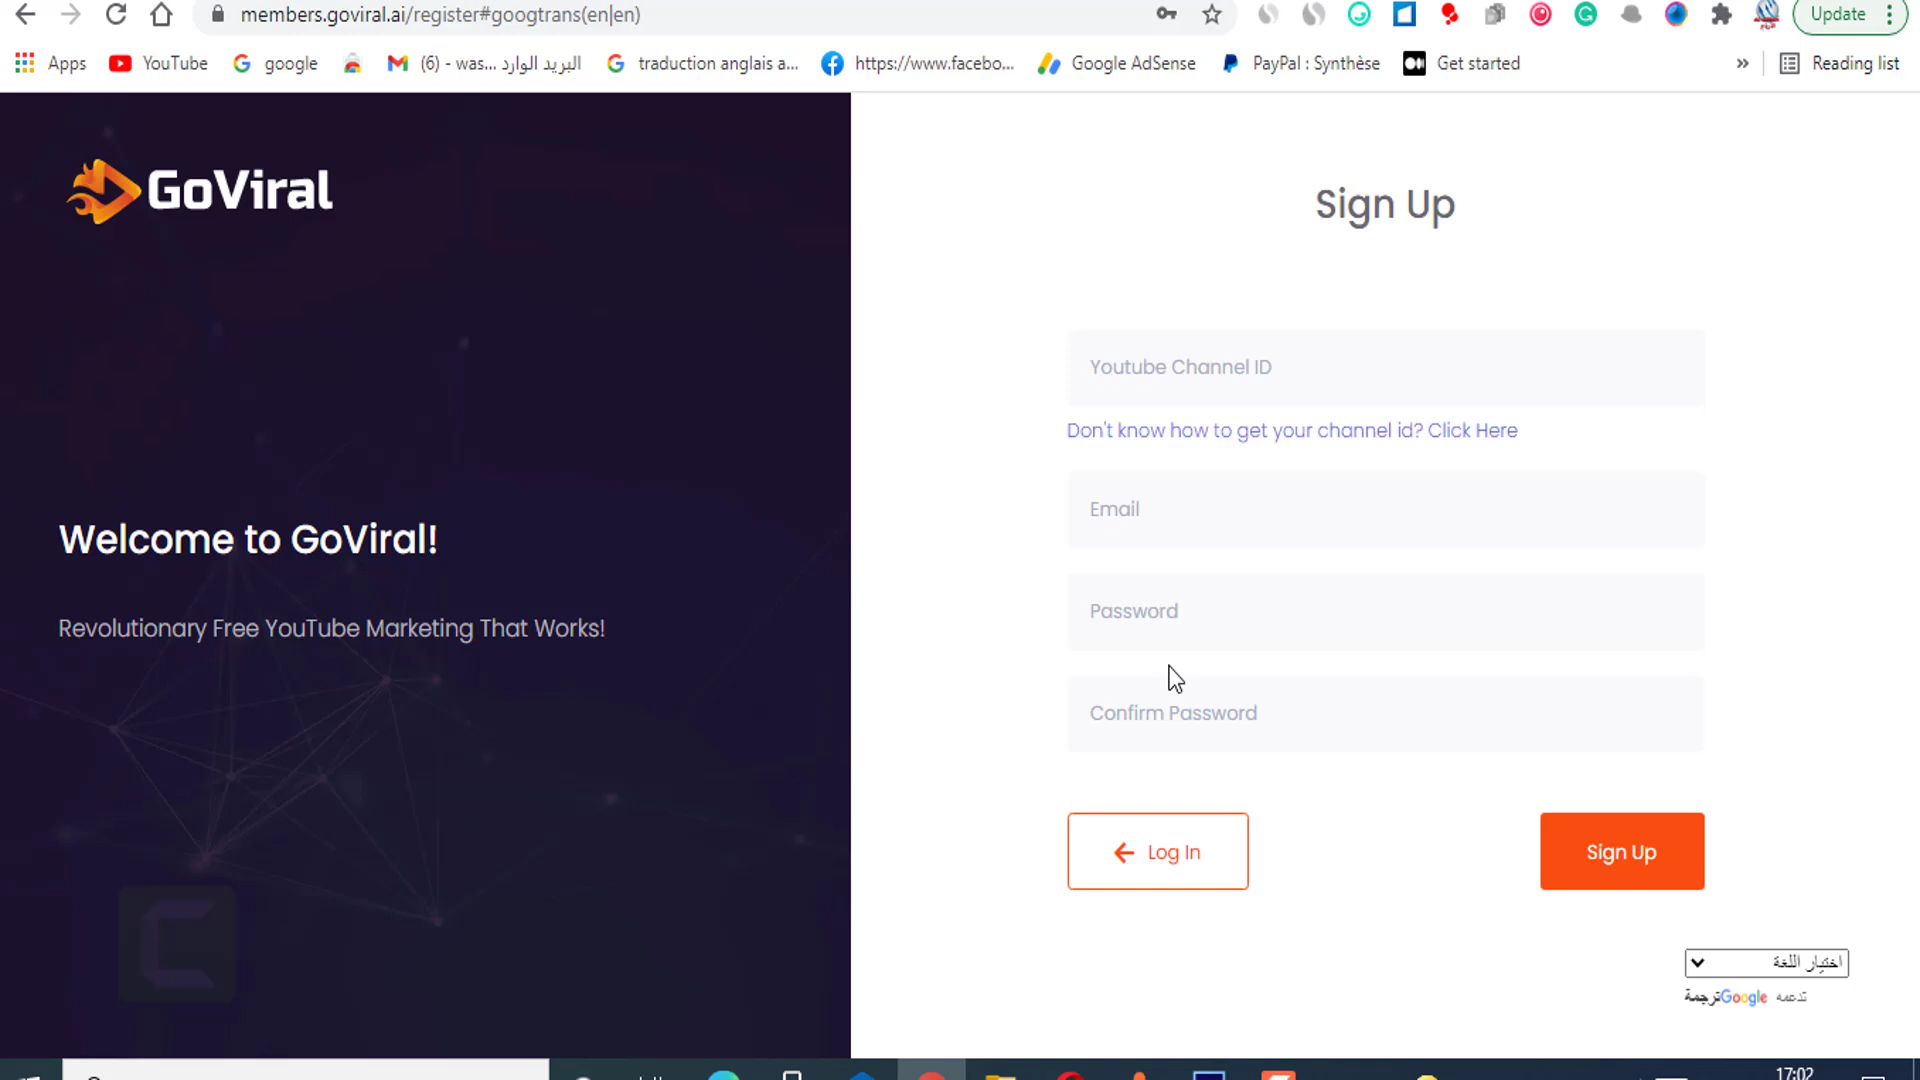 members.goviral.ai/register#googtrans(en|en)
Update
Apps
YouTube
google
البريد الوارد (6) - was...
traduction anglais a...
https://www.facebo...
Google AdSense
PayPal : Synthèse
Get started
»
Reading list
GoViral
Welcome to GoViral!
Revolutionary Free YouTube Marketing That Works!
Sign Up
Youtube Channel ID
Don't know how to get your channel id? Click Here
Email
Password
Confirm Password
Log In
Sign Up
اختيار اللغة
تدعمه Google ترجمة
17:02